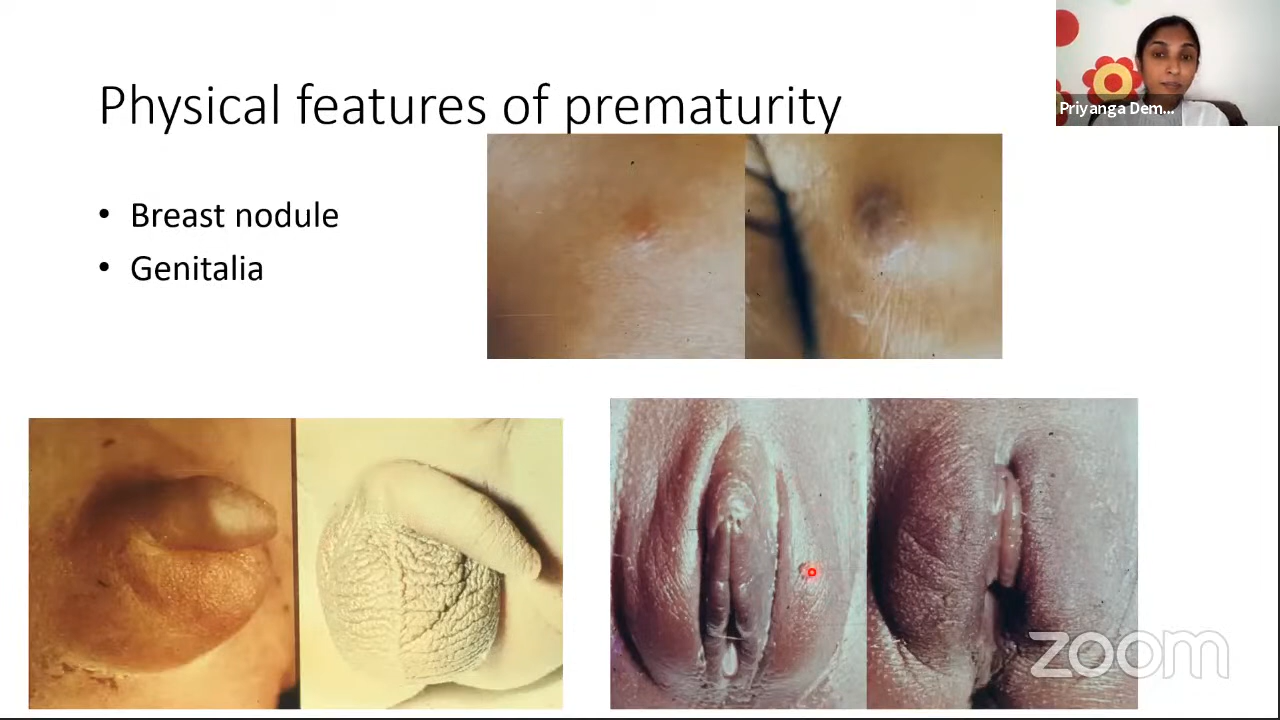 Physical features of prematurity
Priyanga Dem...
• Breast nodule
• Genitalia
zoom